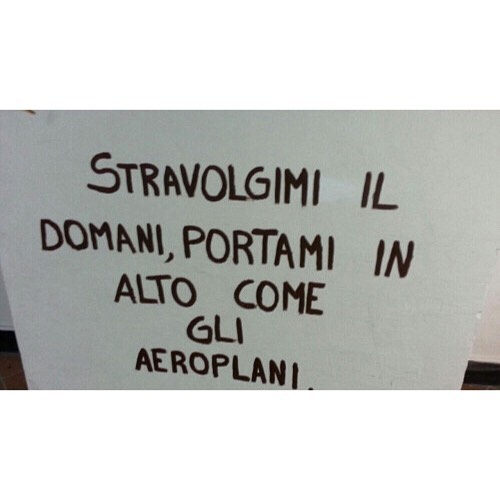 STRAVOLGIMI IL
DOMANI, PORTAMI IN
ALTO COME
GLI
AEROPLANI.